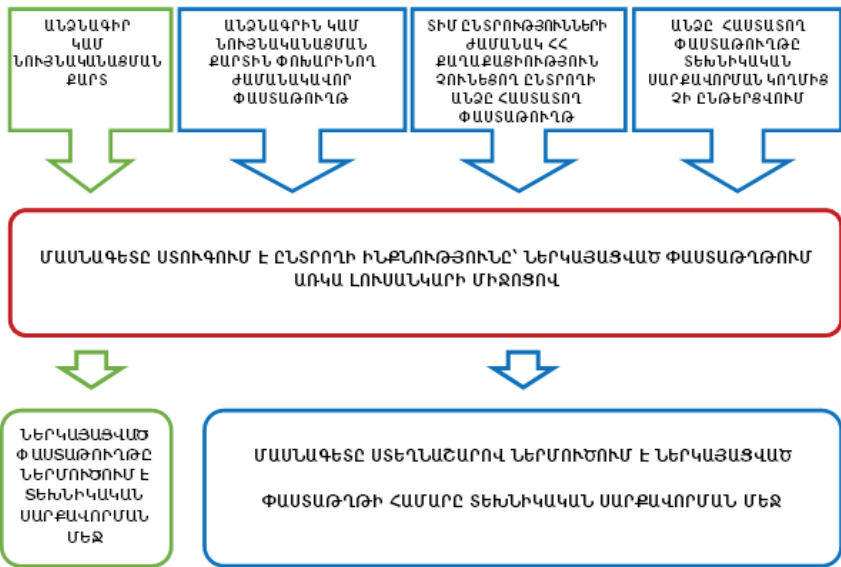 ԱՆՁՆԱԳԻՐ
ԿԱՄ
ՆՈՒՅՆԱԿԱՆԱՑՄԱՆ
ՔԱՐՏ
ԱՆՁՆԱԳՐԻՆ ԿԱՄ
ՆՈՒՅՆԱԿԱՆԱՑՄԱՆ
ՔԱՐՏԻՆ ՓՈԽԱՐԻՆՈՂ
ԺԱՄԱՆԱԿԱՎՈՐ
ՓԱՍՏԱԹՈՒՂԹ
ՏԻՄ ԸՆՏՐՈՒԹՅՈՒՆՆԵՐԻ
ԺԱՄԱՆԱԿ ՀՀ
ՔԱՂԱՔԱՑԻՈՒԹՅՈՒՆ
ՉՈՒՆԵՑՈՂ ԸՆՏՐՈՂԻ
ԱՆՁԸ ՀԱՍՏԱՏՈՂ
ՓԱՍՏԱԹՈՒՂԹ
ԱՆՁԸ ՀԱՍՏԱՏՈՂ
ՓԱՍՏԱԹՈՒՂԹԸ
ՏԵԽՆԻԿԱԿԱՆ
ՍԱՐՔԱՎՈՐՄԱՆ ԿՈՂՄԻՑ
ՉԻ ԸՆԹԵՐՑՎՈՒՄ
ՄԱՍՆԱԳԵՏԸ ՍՏՈՒԳՈՒՄ Է ԸՆՏՐՈՂԻ ԻՆՔՆՈՒԹՅՈՒՆԸ՝ ՆԵՐԿԱՅԱՑՎԱԾ ՓԱՍՏԱԹՂԹՈՒՄ
ԱՌԿԱ ԼՈՒՍԱՆԿԱՐԻ ՄԻՋՈՑՈՎ
ՆԵՐԿԱՅԱՑՎԱԾ
ՓԱՍՏԱԹՈՒՂԹԸ
ՆԵՐՄՈՒԾՈՒՄ Է
ՏԵԽՆԻԿԱԿԱՆ
ՍԱՐՔԱՎՈՐՄԱՆ
ՄԵՋ
ՄԱՍՆԱԳԵՏԸ ՍՏԵՂՆԱՇԱՐՈՎ ՆԵՐՄՈՒԾՈՒՄ Է ՆԵՐԿԱՅԱՑՎԱԾ
ՓԱՍՏԱԹՂԹԻ ՀԱՄԱՐԸ ՏԵԽՆԻԿԱԿԱՆ ՍԱՐՔԱՎՈՐՄԱՆ ՄԵՋ